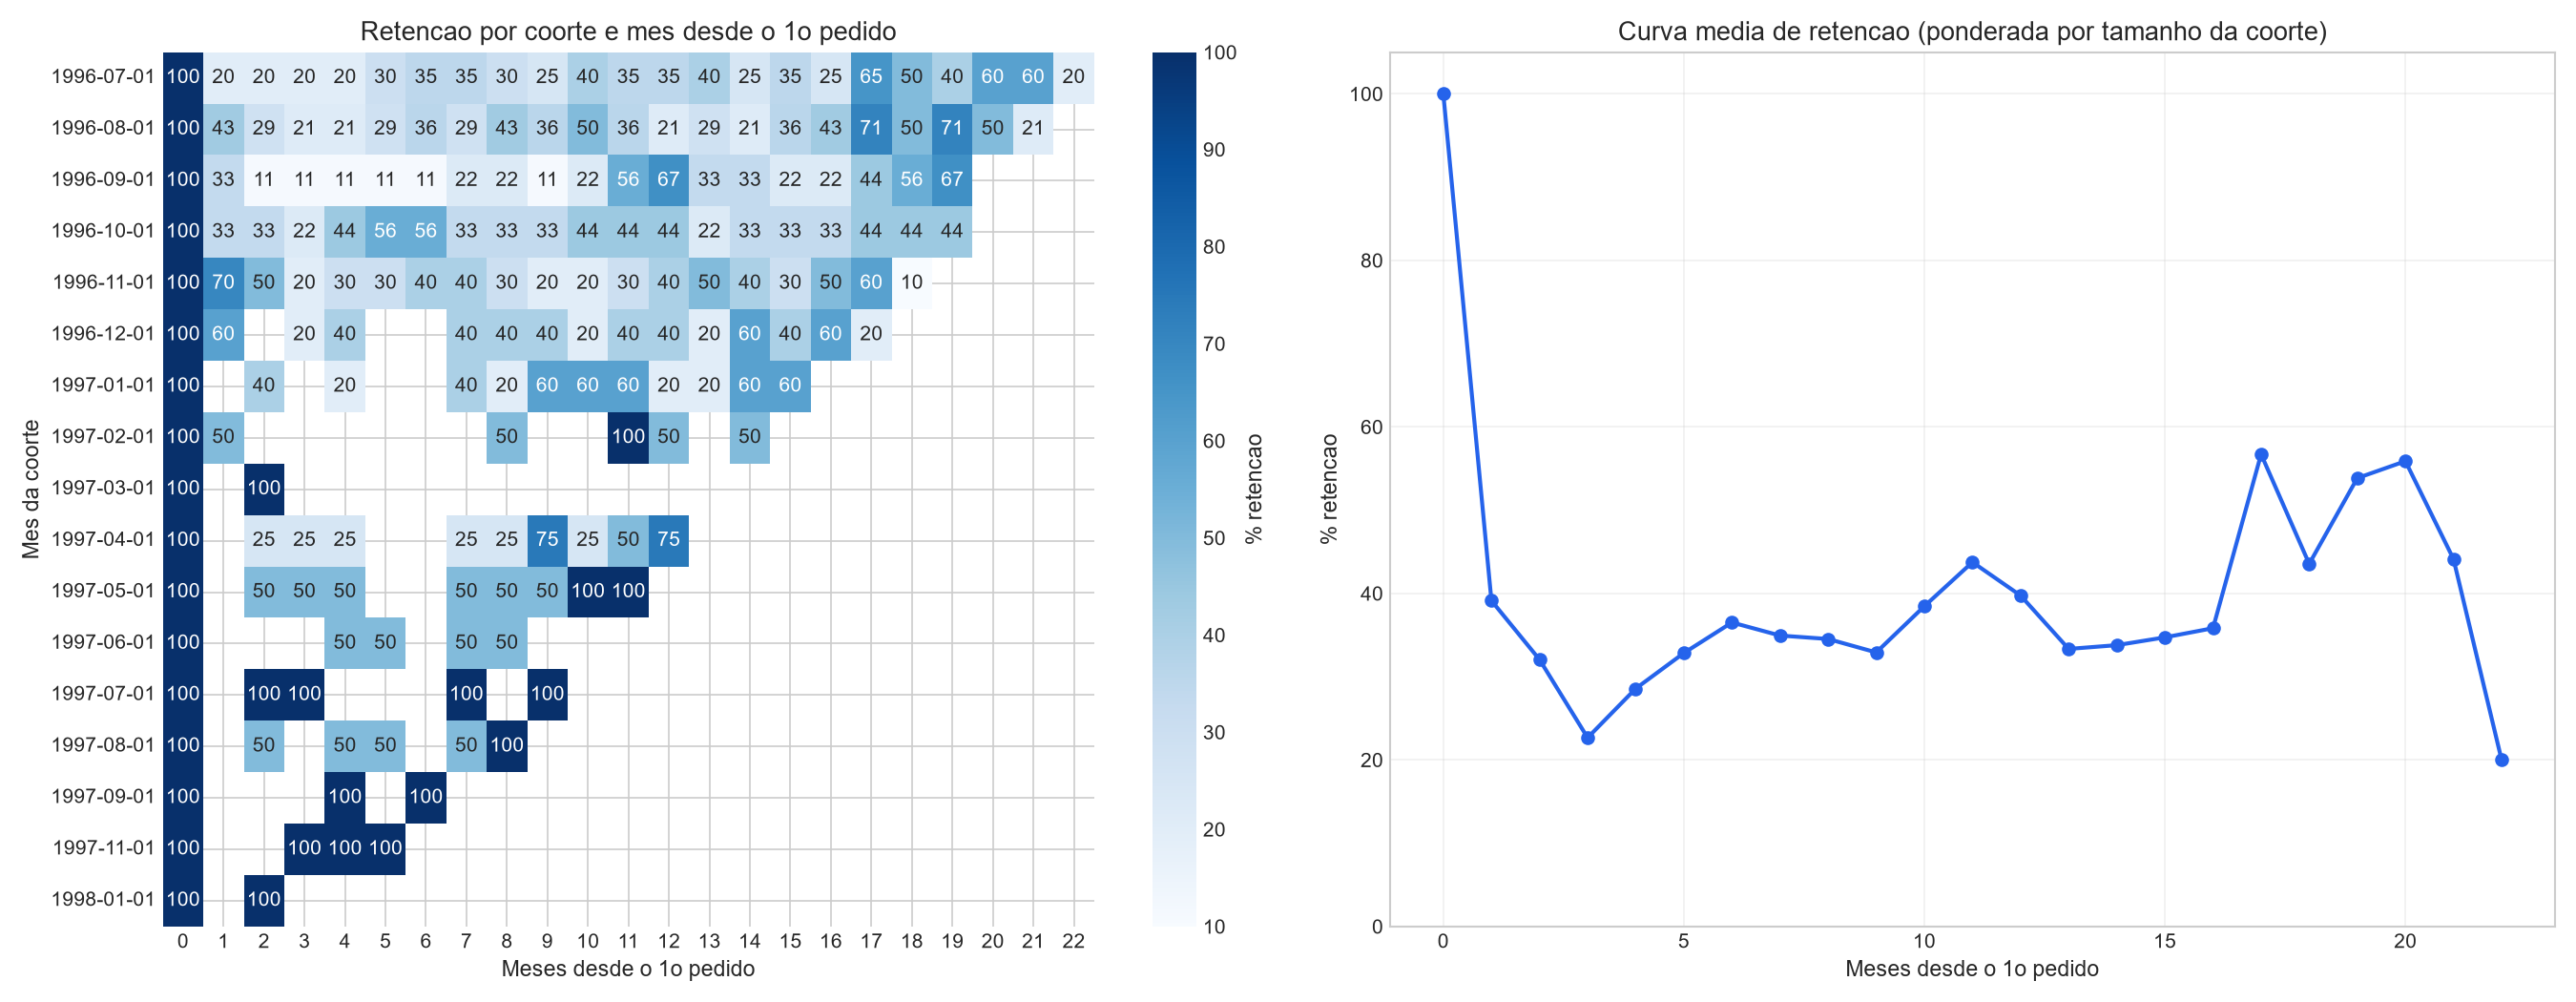 Retencao por coorte e mes desde o 1o pedido
1996-07-01 100 20 20 20 20 30 35 35 30 25 40 35 35 40 25 35 25 65 50 40 60 60 20
1996-08-01 100 43 29 21 21 29 36 29 43 36 50 36 21 29 21 36 43 71 50 71 50 21
1996-09-01 100 33 11 11 11 11 11 22 22 11 22 56 67 33 33 22 22 44 56 67
1996-10-01 100 33 33 22 44 56 56 33 33 33 44 44 44 22 33 33 33 44 44 44
1996-11-01 100 70 50 20 30 30 40 40 30 20 20 30 40 50 40 30 50 60 10
1996-12-01 100 60 20 40 40 40 40 20 40 40 20 60 40 60 20
1997-01-01 100 40 20 40 20 60 60 60 20 20 60 60
1997-02-01 100 50 50 100 50 50
1997-03-01 100 100
1997-04-01 100 25 25 25 25 25 75 25 50 75
1997-05-01 100 50 50 50 50 50 50 100 100
1997-06-01 100 50 50 50 50
1997-07-01 100 100 100 100 100
1997-08-01 100 50 50 50 50 100
1997-09-01 100 100 100
1997-11-01 100 100 100 100
1998-01-01 100 100
0 1 2 3 4 5 6 7 8 9 10 11 12 13 14 15 16 17 18 19 20 21 22
Meses desde o 1o pedido
Mes da coorte
100
90
80
70
60
50
40
30
20
10
% retencao
Curva media de retencao (ponderada por tamanho da coorte)
% retencao
100
80
60
40
20
0
0 5 10 15 20
Meses desde o 1o pedido